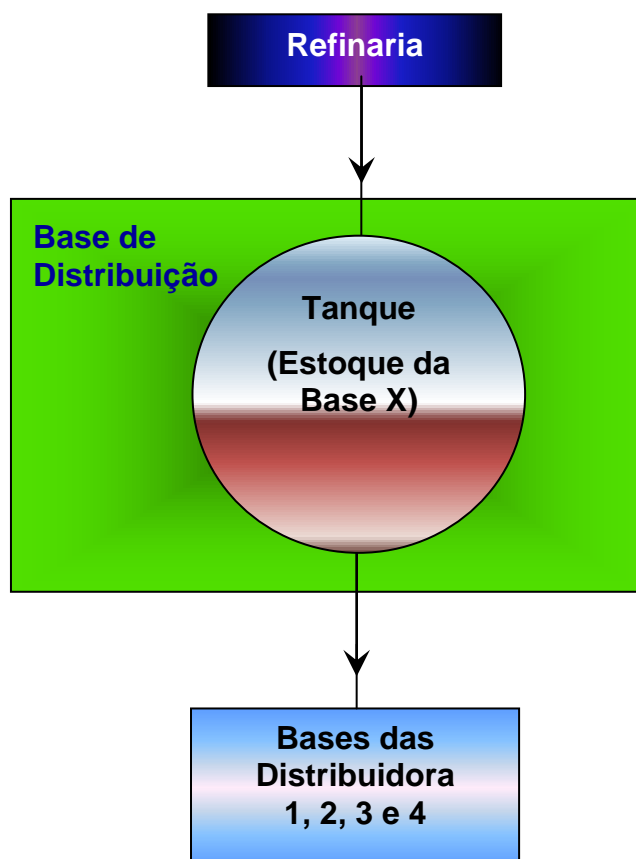 Refinaria
Base de
Distribuição
Tanque
(Estoque da
Base X)
Bases das
Distribuidora
1, 2, 3 e 4